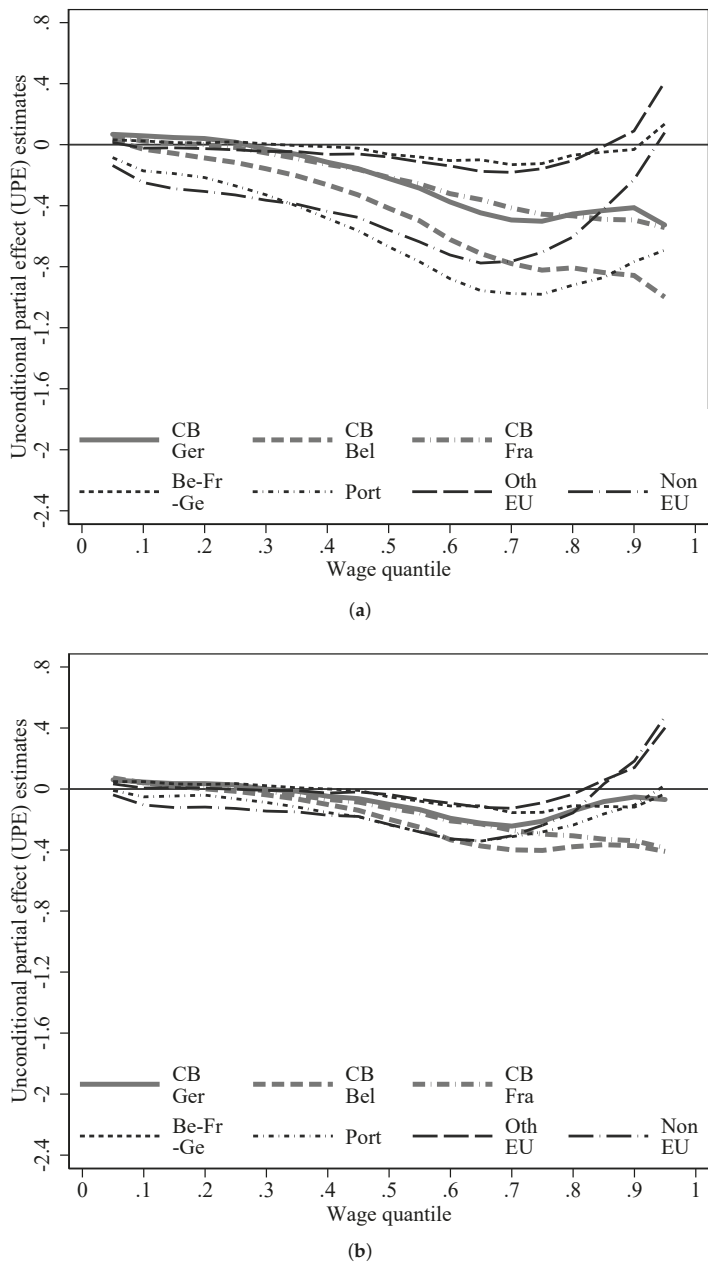 Unconditional partial effect (UPE) estimates
.8
.4
0
-.4
-.8
-1.2
-1.6
-.2
-2.4
CB
Ger
CB
Bel
CB
Fra
Be-Fr
-Ge
Port
Oth
EU
Non
EU
0 .1 .2 .3 .4 .5 .6 .7 .8 .9 1
Wage quantile
(a)
Unconditional partial effect (UPE) estimates
.8
.4
0
-.4
-.8
-1.2
-1.6
-.2
-2.4
CB
Ger
CB
Bel
CB
Fra
Be-Fr
-Ge
Port
Oth
EU
Non
EU
0 .1 .2 .3 .4 .5 .6 .7 .8 .9 1
Wage quantile
(b)